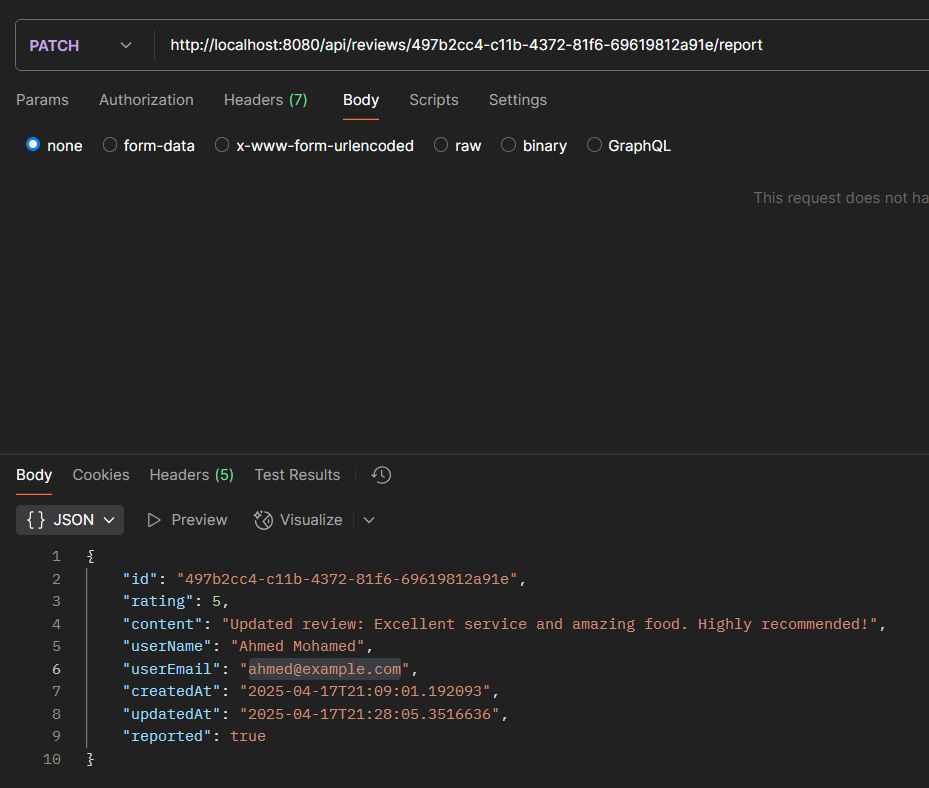 PATCH http://localhost:8080/api/reviews/497b2cc4-c11b-4372-81f6-69619812a91e/report
Params Authorization Headers (7) Body Scripts Settings
none form-data x-www-form-urlencoded raw binary GraphQL
This request does not ha
Body Cookies Headers (5) Test Results
{} JSON Preview Visualize
1 {
2 "id": "497b2cc4-c11b-4372-81f6-69619812a91e",
3 "rating": 5,
4 "content": "Updated review: Excellent service and amazing food. Highly recommended!",
5 "userName": "Ahmed Mohamed",
6 "userEmail": "ahmed@example.com",
7 "createdAt": "2025-04-17T21:09:01.192093",
8 "updatedAt": "2025-04-17T21:28:05.3516636",
9 "reported": true
10 }